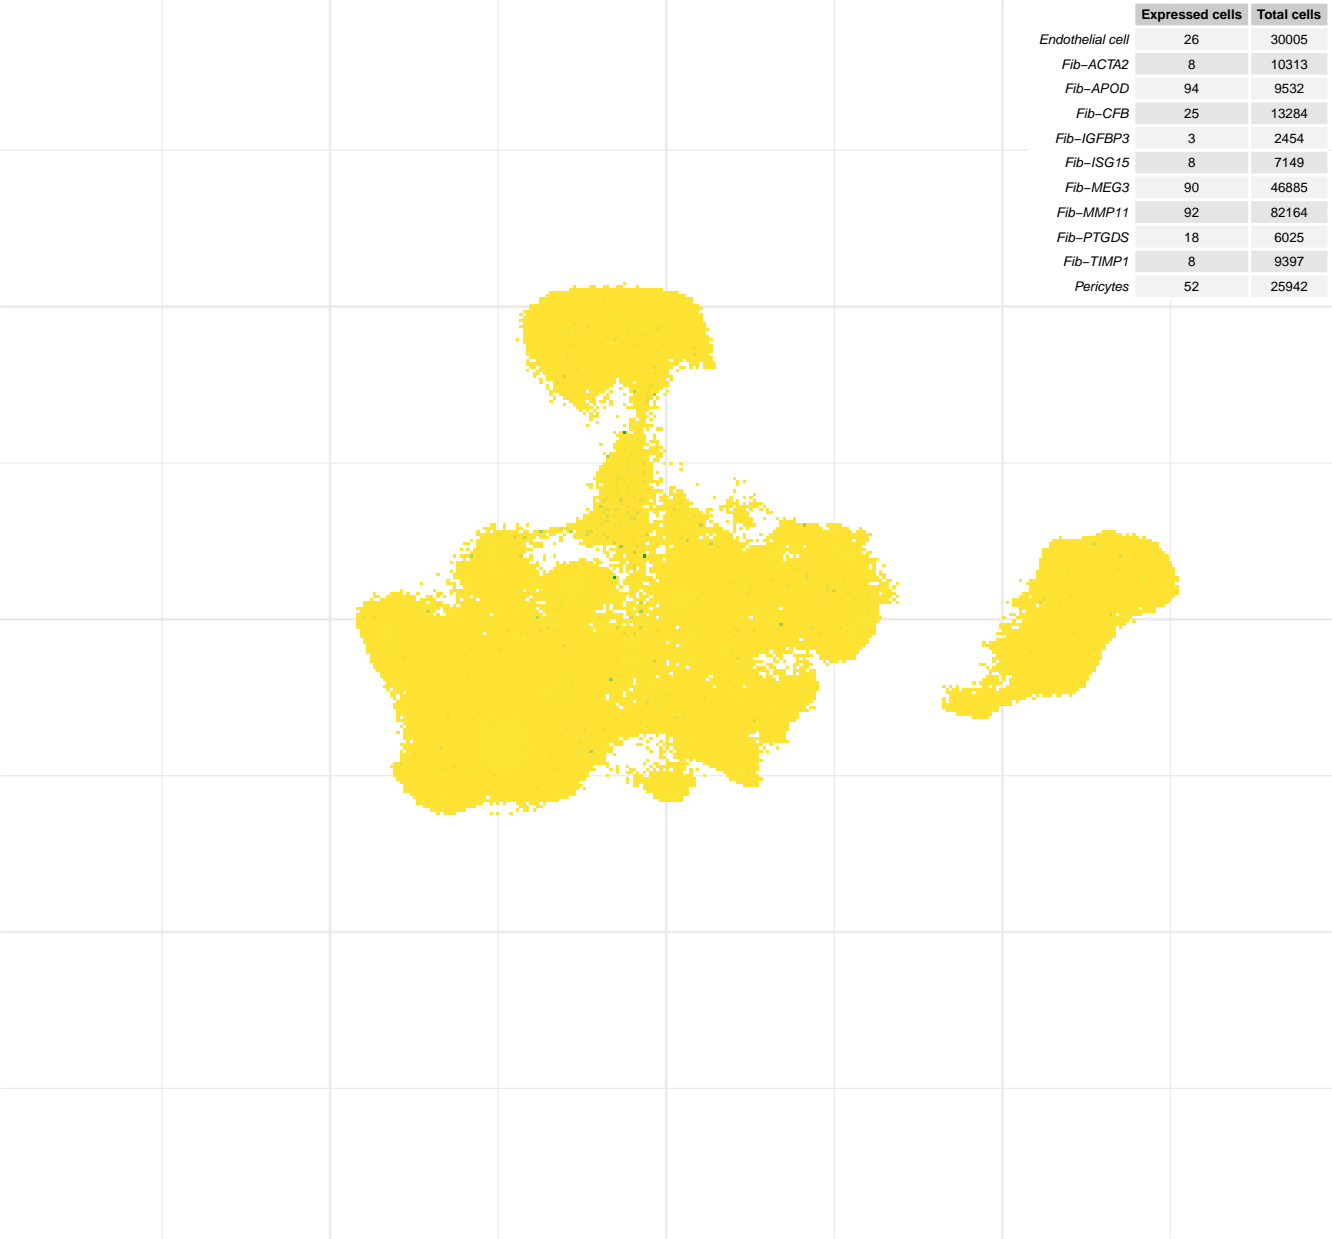 Expressed cells Total cells
Endothelial cell 26 30005
Fib−ACTA2 8 10313
Fib−APOD 94 9532
Fib−CFB 25 13284
Fib−IGFBP3 3 2454
Fib−ISG15 8 7149
Fib−MEG3 90 46885
Fib−MMP11 92 82164
Fib−PTGDS 18 6025
Fib−TIMP1 8 9397
Pericytes 52 25942